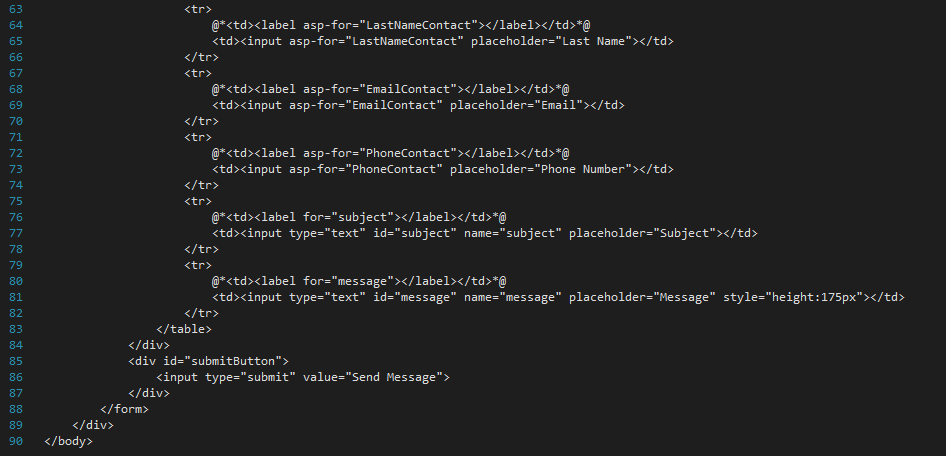 63 <tr>
64 @*<td><label asp-for="LastNameContact"></label></td>*@
65 <td><input asp-for="LastNameContact" placeholder="Last Name"></td>
66 </tr>
67 <tr>
68 @*<td><label asp-for="EmailContact"></label></td>*@
69 <td><input asp-for="EmailContact" placeholder="Email"></td>
70 </tr>
71 <tr>
72 @*<td><label asp-for="PhoneContact"></label></td>*@
73 <td><input asp-for="PhoneContact" placeholder="Phone Number"></td>
74 </tr>
75 <tr>
76 @*<td><label for="subject"></label></td>*@
77 <td><input type="text" id="subject" name="subject" placeholder="Subject"></td>
78 </tr>
79 <tr>
80 @*<td><label for="message"></label></td>*@
81 <td><input type="text" id="message" name="message" placeholder="Message" style="height:175px"></td>
82 </tr>
83 </table>
84 </div>
85 <div id="submitButton">
86 <input type="submit" value="Send Message">
87 </div>
88 </form>
89 </div>
90 </body>